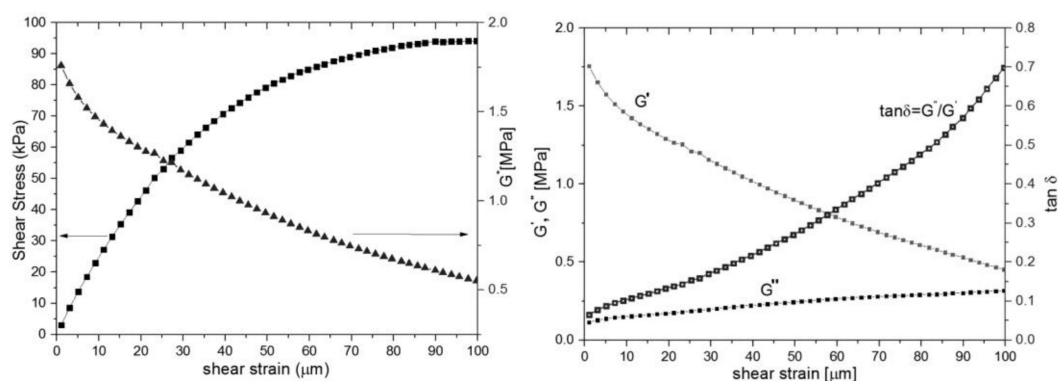 100
90
80
70
60
50
40
30
20
10
0
Shear Stress (kPa)
0 10 20 30 40 50 60 70 80 90 100
shear strain (μm)
2.0
1.5
1.0
0.5
G*[MPa]
2.0
1.5
1.0
0.5
0.0
G', G" [MPa]
G'
tanδ=G"/G'
G"
0 10 20 30 40 50 60 70 80 90 100
shear strain [μm]
0.8
0.7
0.6
0.5
0.4
0.3
0.2
0.1
0.0
tan δ